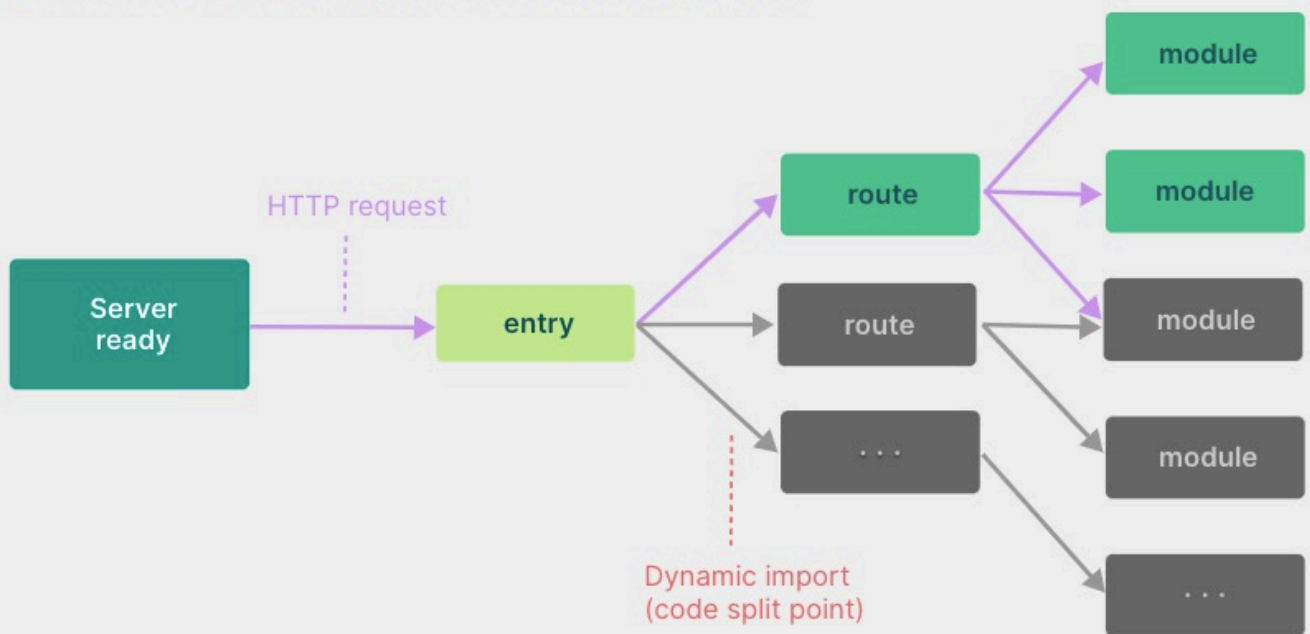 module
route
module
HTTP request
Server
ready
entry
route
module
. . .
module
Dynamic import
(code split point)
. . .